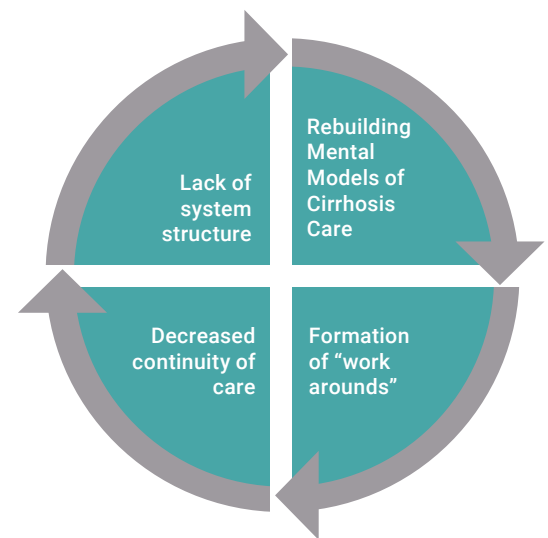 Lack of
system
structure
Rebuilding
Mental
Models of
Cirrhosis
Care
Decreased
continuity of
care
Formation
of “work
arounds”